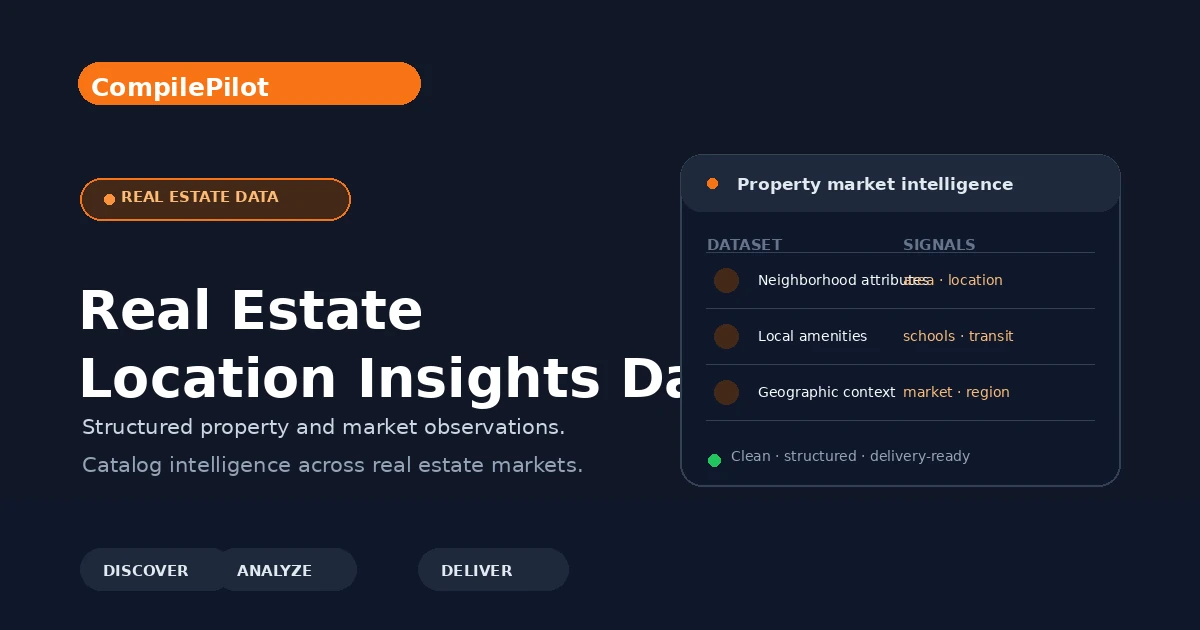 CompilePilot
REAL ESTATE DATA
Real Estate
Location Insights Da
Structured property and market observations.
Catalog intelligence across real estate markets.
DISCOVER
ANALYZE
DELIVER
Property market intelligence
DATASET SIGNALS
Neighborhood attributes area · location
Local amenities schools · transit
Geographic context market · region
Clean · structured · delivery-ready